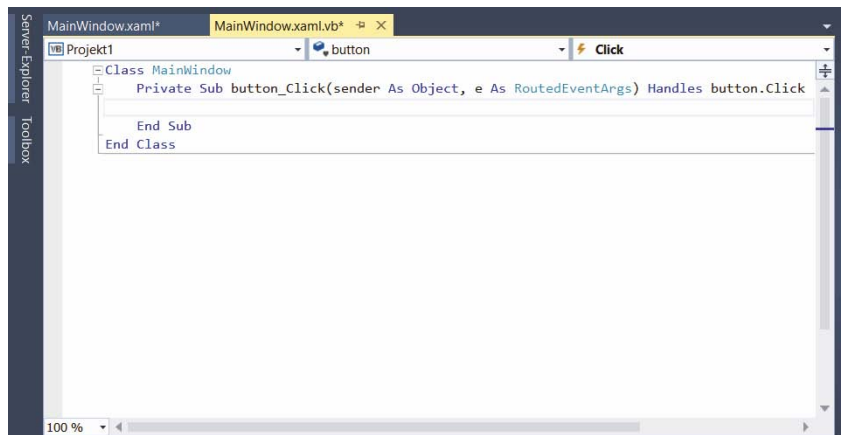 Server-Explorer
Toolbox
MainWindow.xaml* MainWindow.xaml.vb*
VB Projekt1 button Click
Class MainWindow
Private Sub button_Click(sender As Object, e As RoutedEventArgs) Handles button.Click
End Sub
End Class
100 %